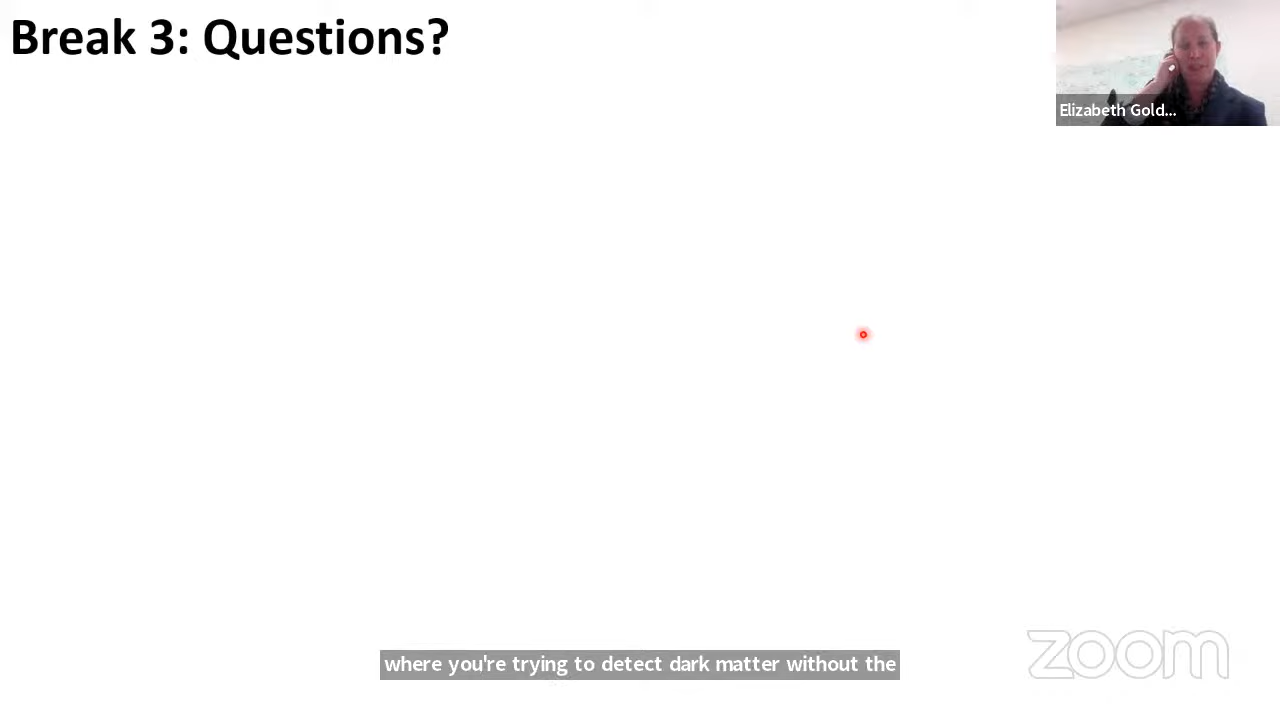 Break 3: Questions?
Elizabeth Gold...
where you're trying to detect dark matter without the
zoom